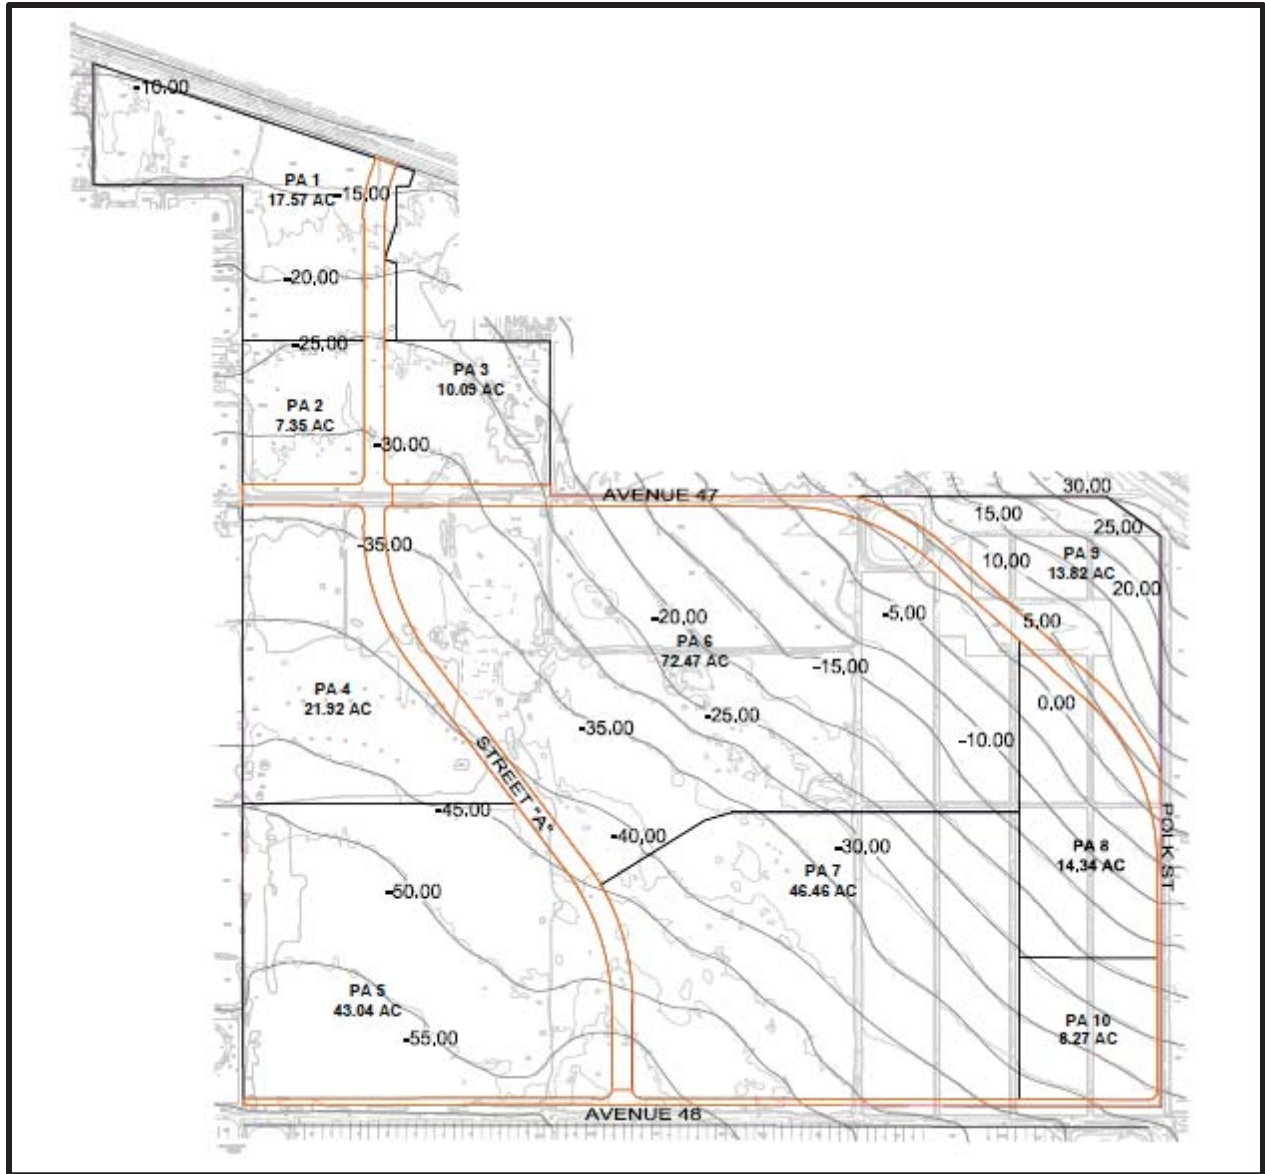 -10.00
PA 1
17.57 AC
-15.00
-20.00
-25.00
PA 3
10.09 AC
PA 2
7.35 AC
-30.00
30.00
AVENUE 47
15.00
25.00
-35.00
PA 9
13.82 AC
10.00
20.00
-5.00
-20.00
5.00
PA 6
72.47 AC
-15.00
PA 4
21.92 AC
0.00
-25.00
-35.00
-10.00
STREET "A"
-45.00
-40.00
-30.00
PA 8
14.34 AC
POLK ST
PA 7
46.46 AC
-50.00
PA 5
43.04 AC
PA 10
8.27 AC
-55.00
AVENUE 48